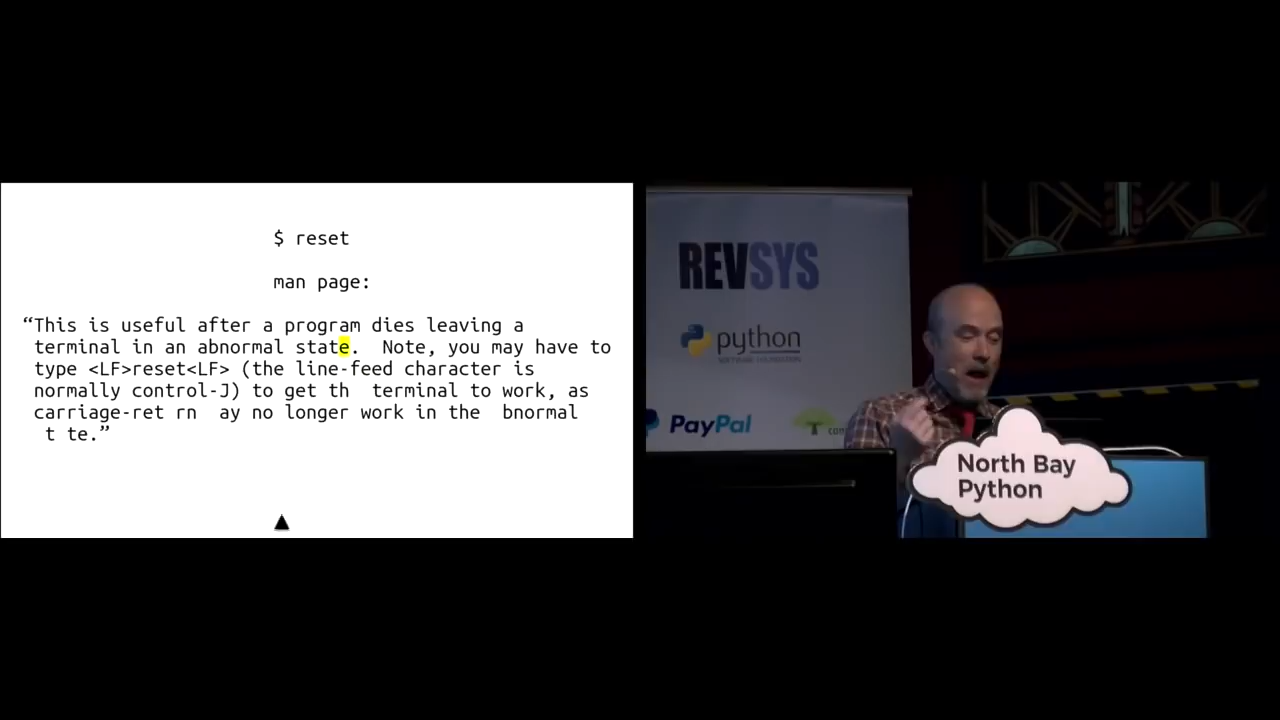 $ reset
man page:
“This is useful after a program dies leaving a
terminal in an abnormal state.  Note, you may have to
type <LF>reset<LF> (the line-feed character is
normally control-J) to get th   terminal to work, as
carriage-ret rn   ay no longer work in the   bnormal
 t te.”
REVSYS
python
SOFTWARE FOUNDATION
PayPal
North Bay
Python